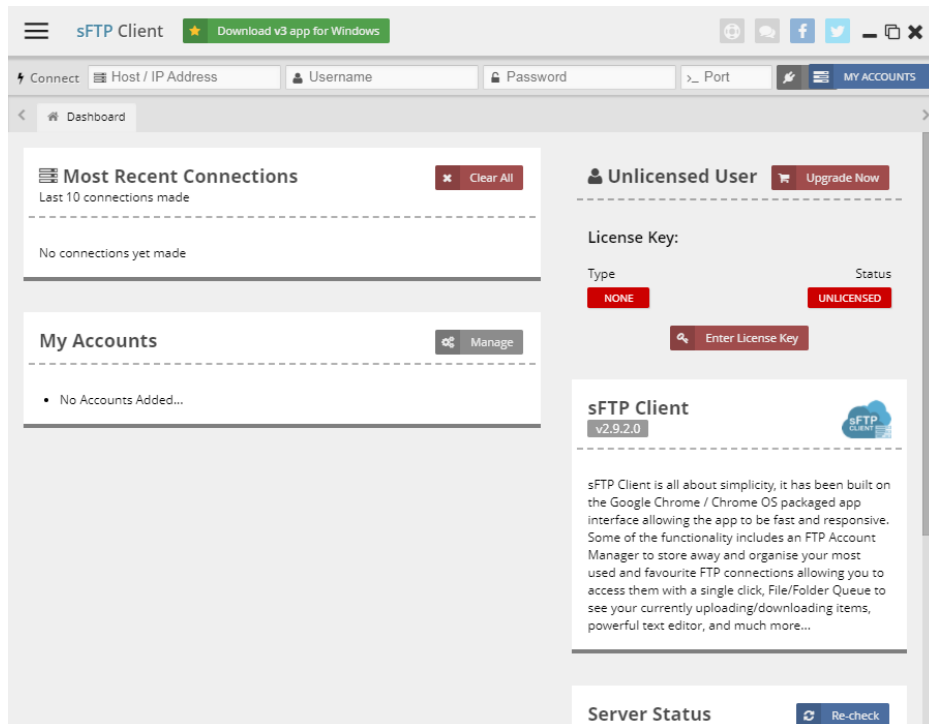 sFTP Client
Download v3 app for Windows
Connect
Host / IP Address
Username
Password
>_ Port
MY ACCOUNTS
Dashboard
Most Recent Connections
Clear All
Last 10 connections made
No connections yet made
My Accounts
Manage
• No Accounts Added...
Unlicensed User
Upgrade Now
License Key:
Type
Status
NONE
UNLICENSED
Enter License Key
sFTP Client
v2.9.2.0
sFTP
CLIENT
sFTP Client is all about simplicity, it has been built on
the Google Chrome / Chrome OS packaged app
interface allowing the app to be fast and responsive.
Some of the functionality includes an FTP Account
Manager to store away and organise your most
used and favourite FTP connections allowing you to
access them with a single click, File/Folder Queue to
see your currently uploading/downloading items,
powerful text editor, and much more...
Server Status
Re-check